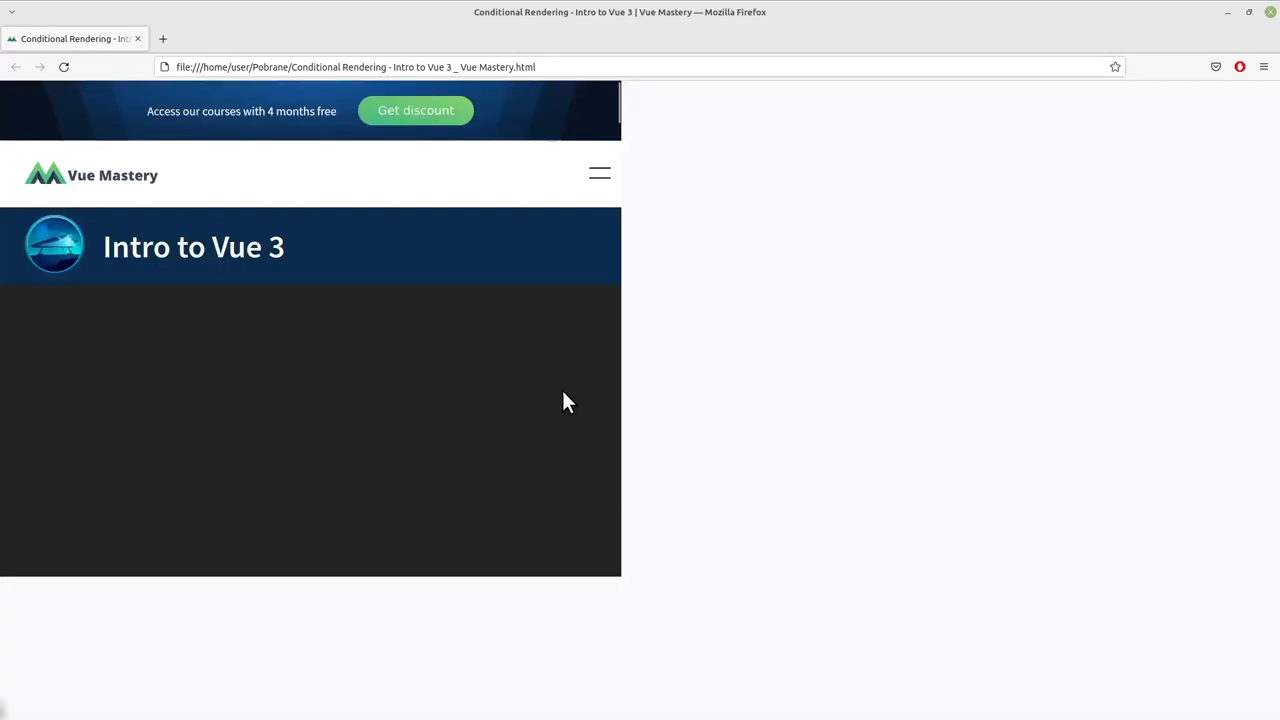 Conditional Rendering - Intro to Vue 3 | Vue Mastery — Mozilla Firefox
Conditional Rendering - Int
file:///home/user/Pobrane/Conditional Rendering - Intro to Vue 3 _ Vue Mastery.html
Access our courses with 4 months free
Get discount
Vue Mastery
Intro to Vue 3